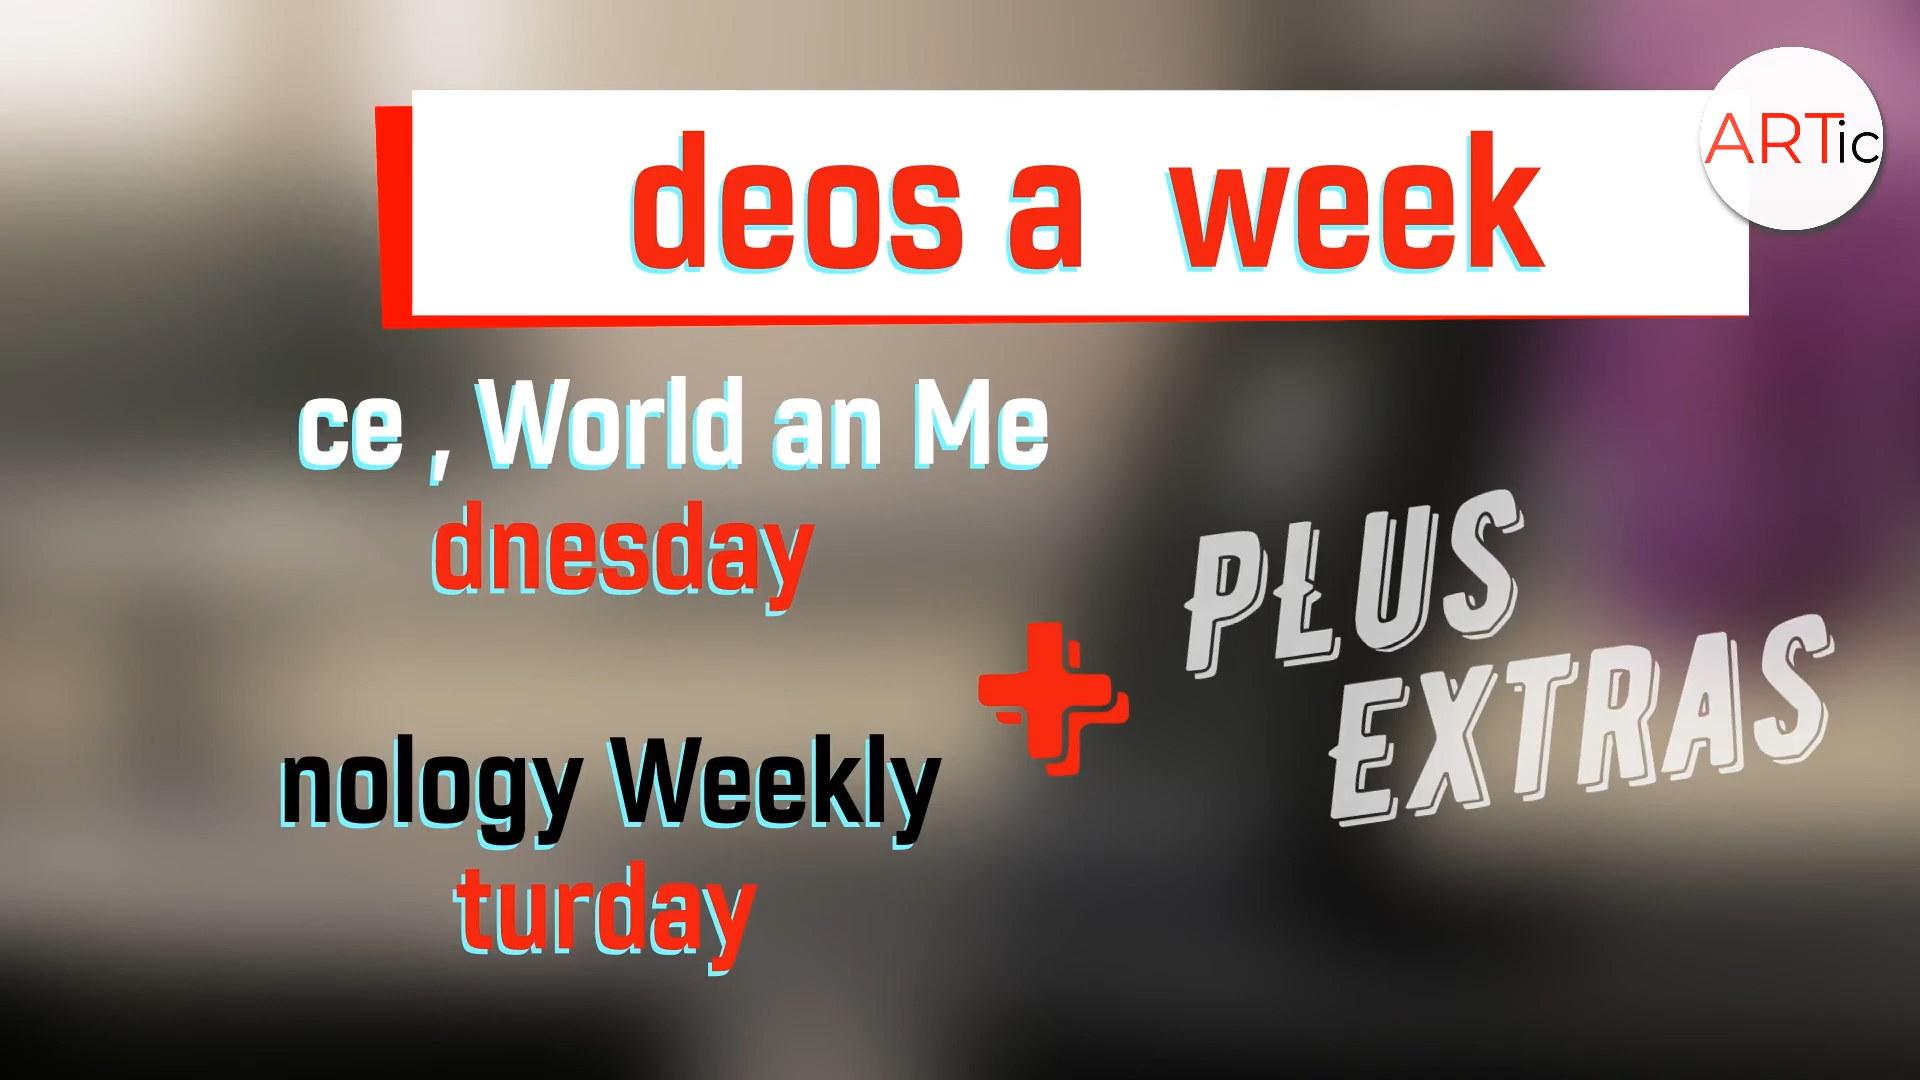 ARTic
deos a week
ce , World an Me
dnesday
PLUS
EXTRAS
nology Weekly
turday